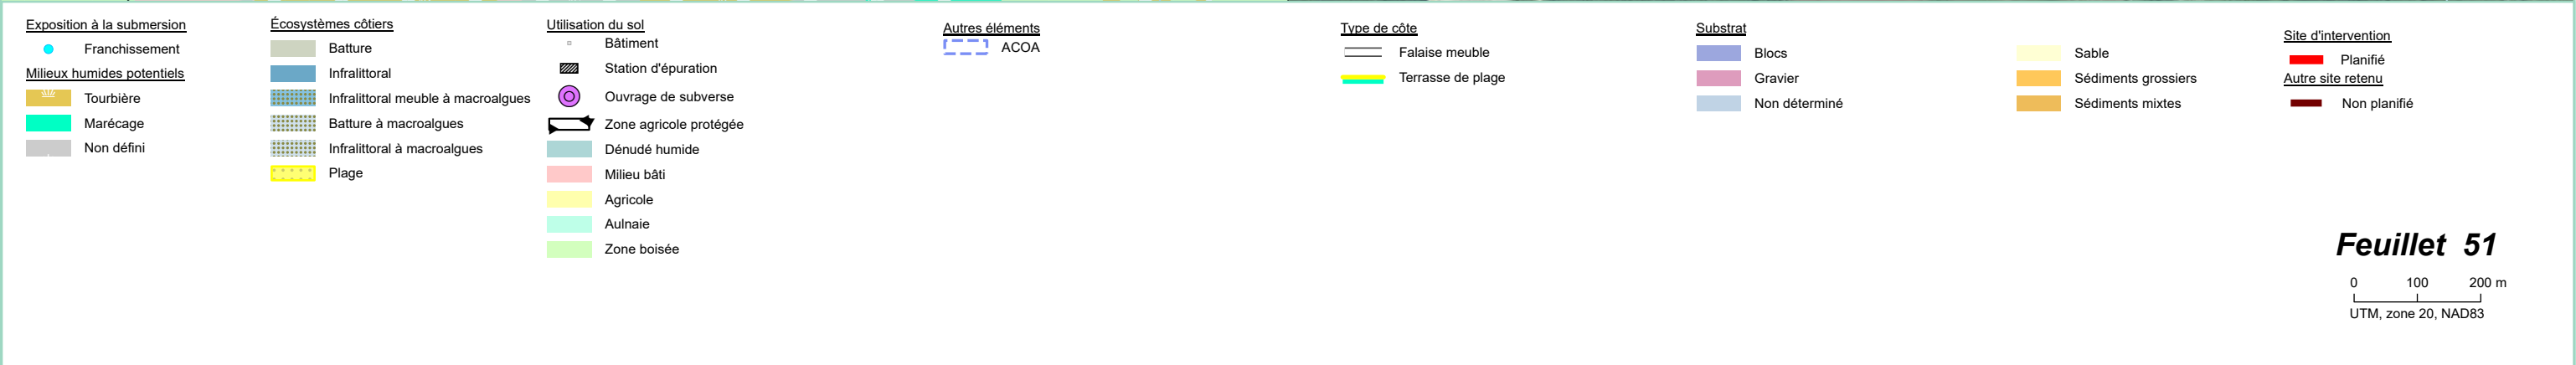 Exposition à la submersion
Franchissement
Milieux humides potentiels
Tourbière
Marécage
Non défini
Écosystèmes côtiers
Batture
Infralittoral
Infralittoral meuble à macroalgues
Batture à macroalgues
Infralittoral à macroalgues
Plage
Utilisation du sol
Bâtiment
Station d'épuration
Ouvrage de subverse
Zone agricole protégée
Dénudé humide
Milieu bâti
Agricole
Aulnaie
Zone boisée
Autres éléments
ACOA
Type de côte
Falaise meuble
Terrasse de plage
Substrat
Blocs
Gravier
Non déterminé
Sable
Sédiments grossiers
Sédiments mixtes
Site d'intervention
Planifié
Autre site retenu
Non planifié
Feuillet 51
0 100 200 m
UTM, zone 20, NAD83